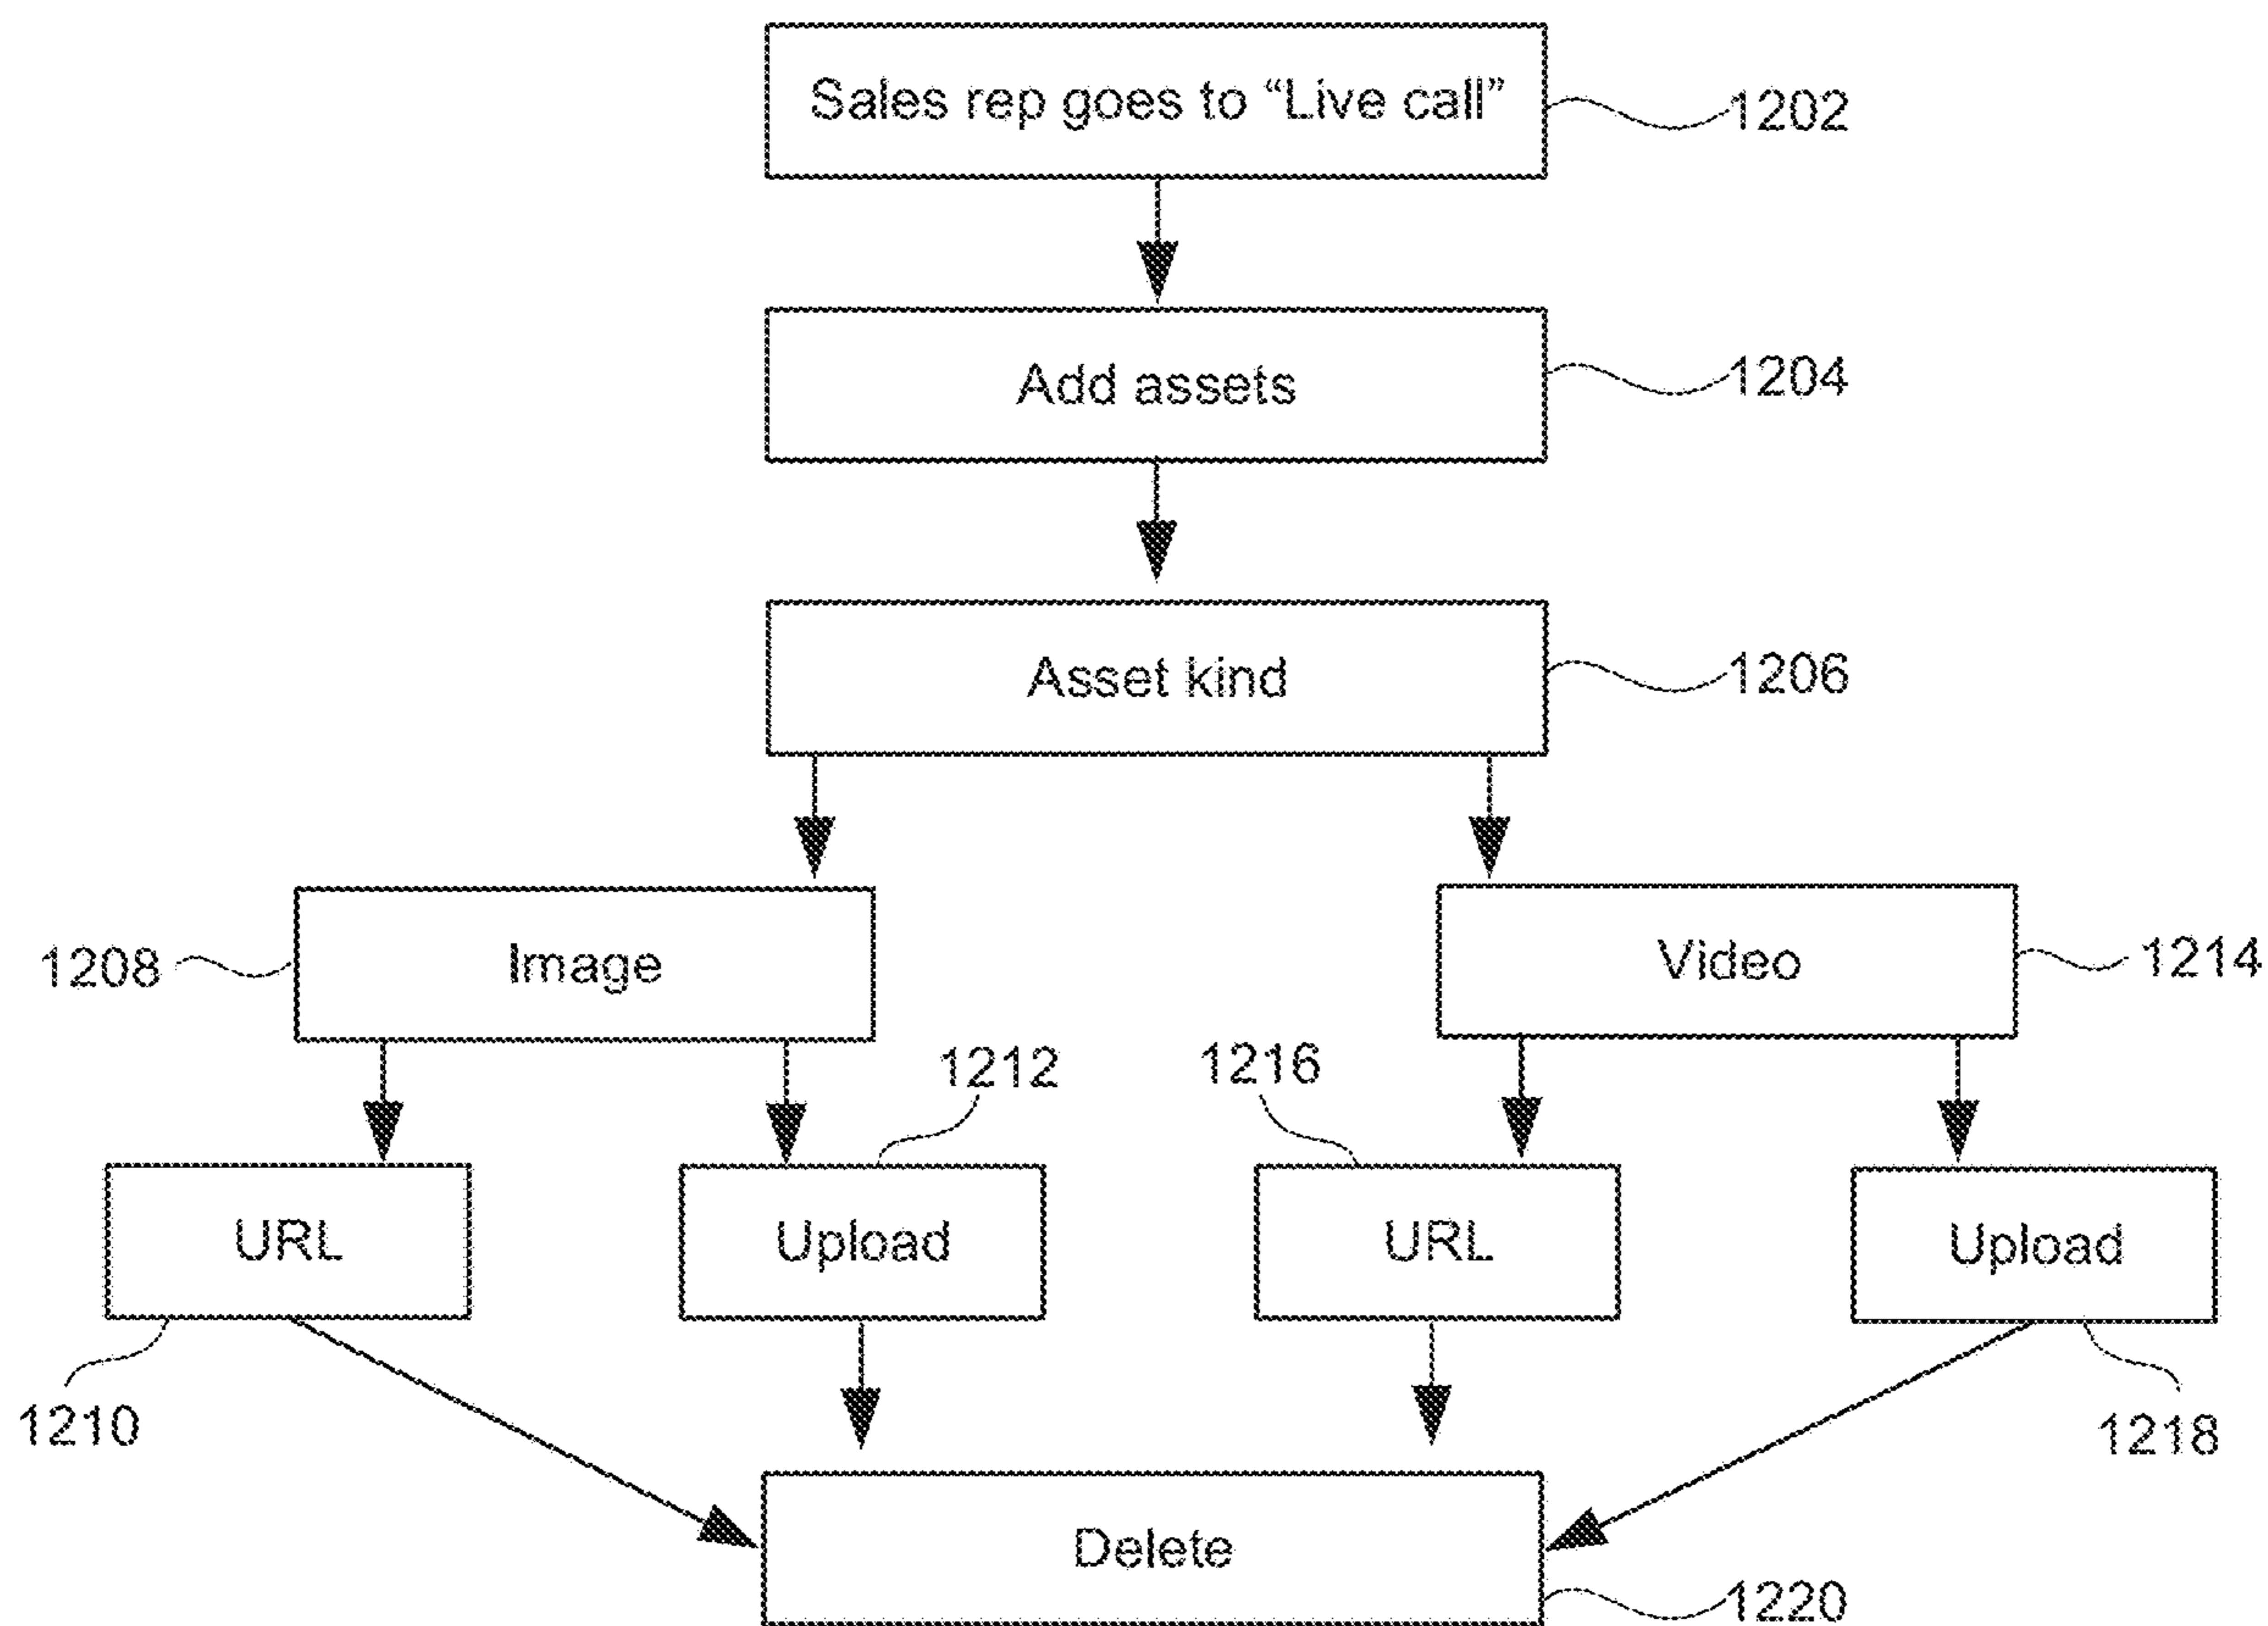 Sales rep goes to “Live call”
1202
Add assets
1204
Asset kind
1206
1208
Image
Video
1214
1212
1216
URL
Upload
URL
Upload
1210
1218
Delete
1220